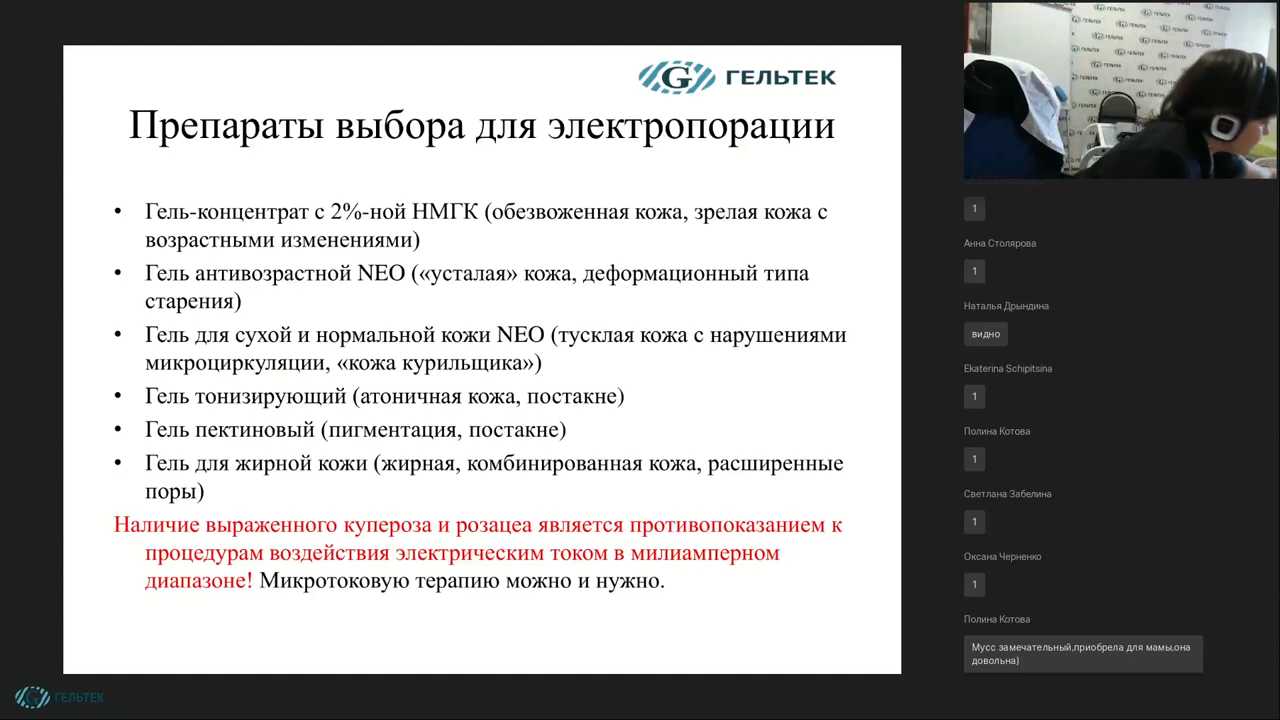 ГЕЛЬТЕК
Препараты выбора для электропорации
• Гель-концентрат с 2%-ной НМГК (обезвоженная кожа, зрелая кожа с
возрастными изменениями)
• Гель антивозрастной NEO («усталая» кожа, деформационный типа
старения)
• Гель для сухой и нормальной кожи NEO (тусклая кожа с нарушениями
микроциркуляции, «кожа курильщика»)
• Гель тонизирующий (атоничная кожа, постакне)
• Гель пектиновый (пигментация, постакне)
• Гель для жирной кожи (жирная, комбинированная кожа, расширенные
поры)
Наличие выраженного купероза и розацеа является противопоказанием к
процедурам воздействия электрическим током в милиамперном
диапазоне! Микротоковую терапию можно и нужно.
ГЕЛЬТЕК
1
Анна Столярова
1
Наталья Дрындина
видно
Ekaterina Schipitsina
1
Полина Котова
1
Светлана Забелина
1
Оксана Черненко
1
Полина Котова
Мусс замечательный,приобрела для мамы,она
довольна)